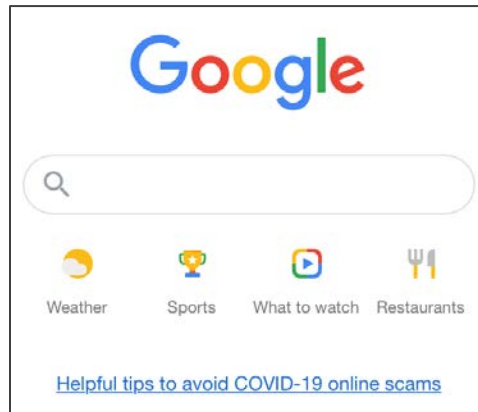 Google
Weather Sports What to watch Restaurants
Helpful tips to avoid COVID-19 online scams